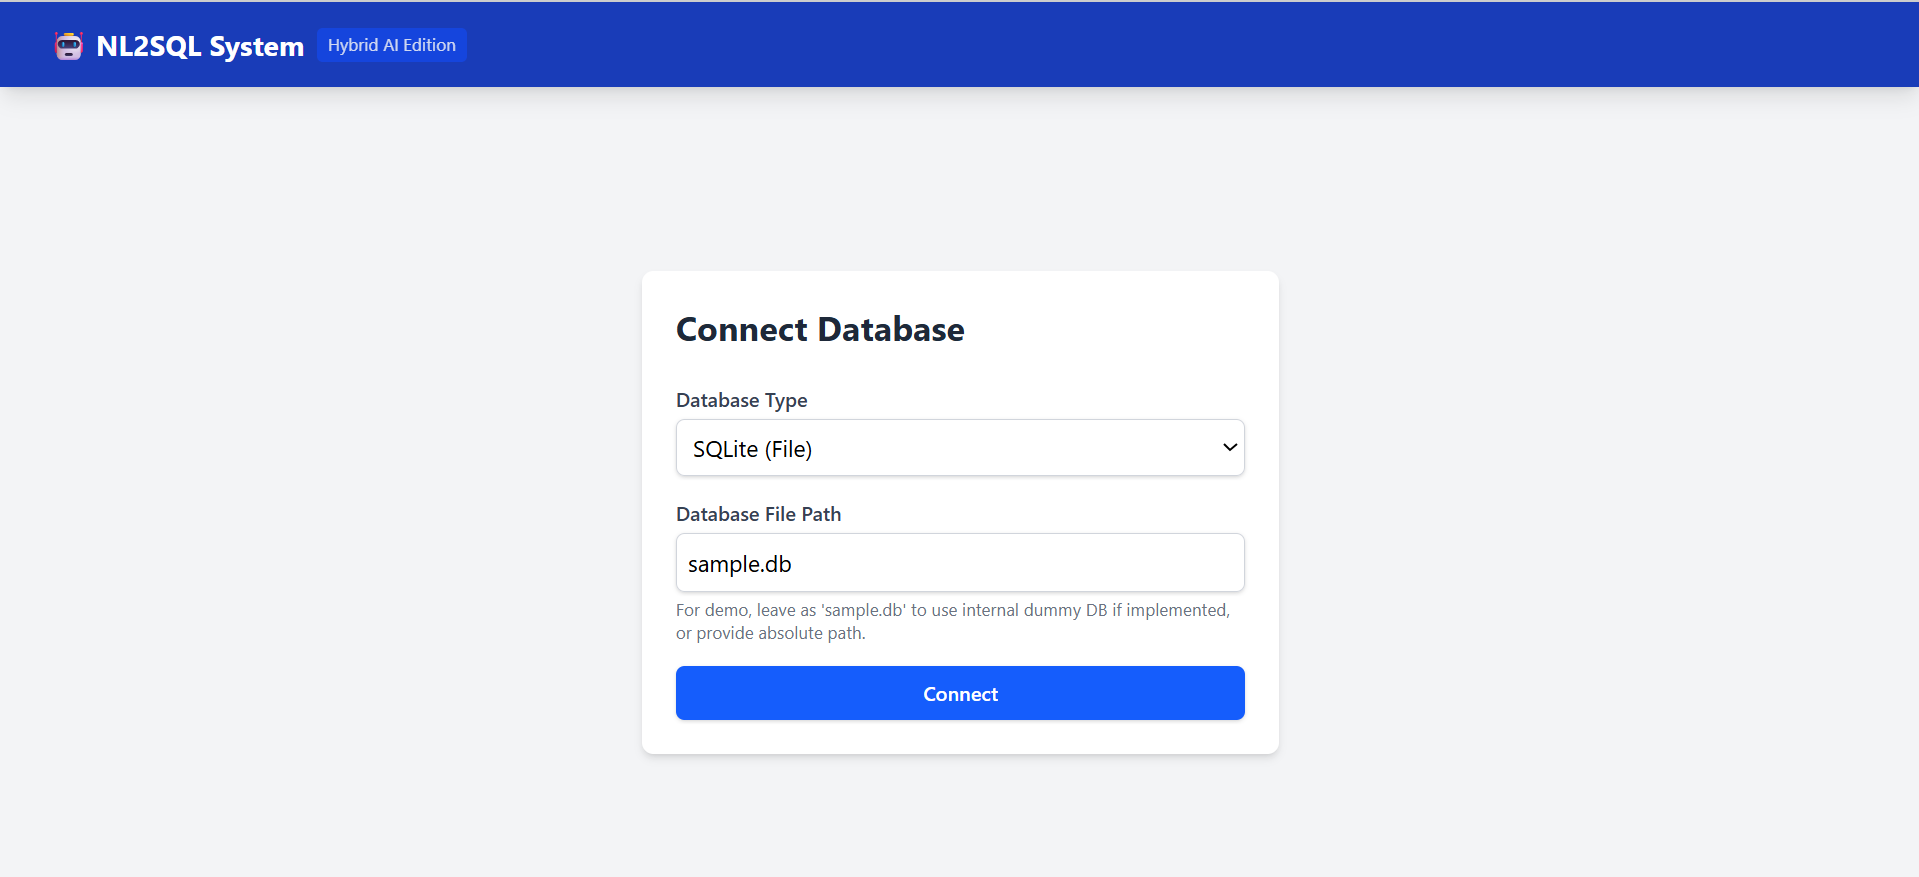 NL2SQL System Hybrid AI Edition
Connect Database
Database Type
SQLite (File)
Database File Path
sample.db
For demo, leave as 'sample.db' to use internal dummy DB if implemented,
or provide absolute path.
Connect